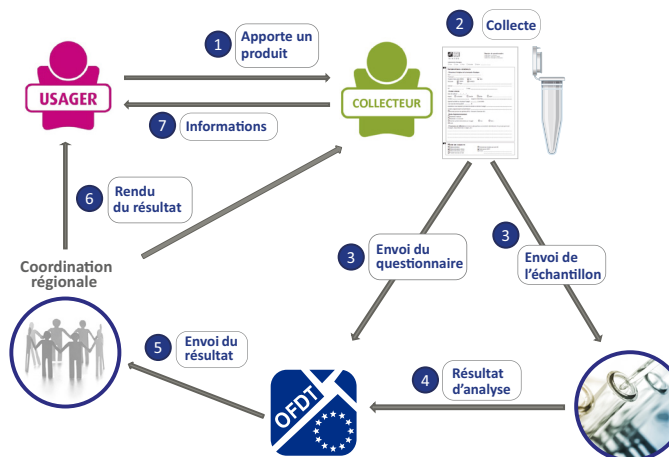 1
Apporte un
produit
2
Collecte
USAGER
COLLECTEUR
7
Informations
6
Rendu
du résultat
3
Envoi du
questionnaire
3
Envoi de
l'échantillon
Coordination
régionale
5
Envoi du
résultat
4
Résultat
d'analyse
OFDT